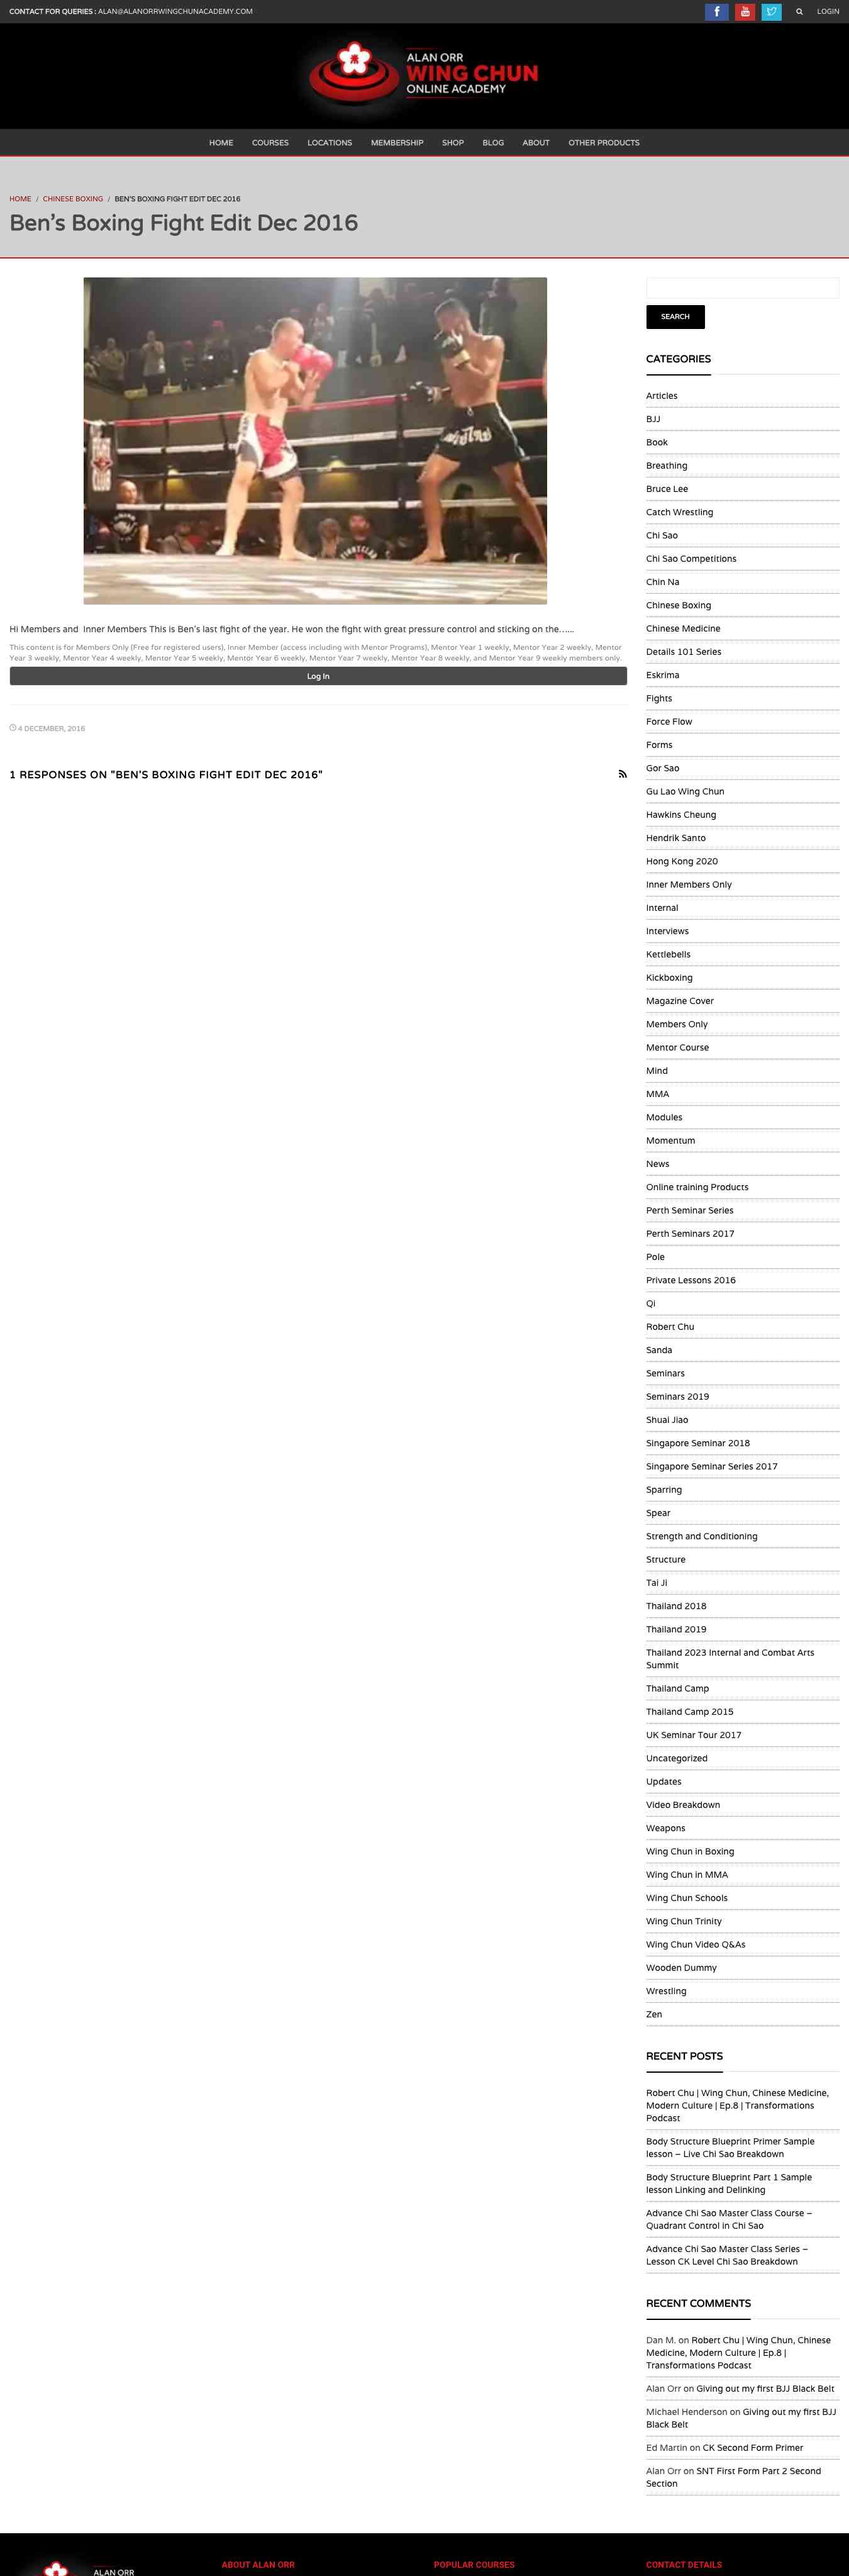 CONTACT FOR QUERIES : ALAN@ALANORRWINGCHUNACADEMY.COM
You
LOGIN
ALAN ORR
WING CHUN
ONLINE ACADEMY
HOME COURSES LOCATIONS MEMBERSHIP SHOP BLOG ABOUT OTHER PRODUCTS
HOME / CHINESE BOXING / BEN'S BOXING FIGHT EDIT DEC 2016
Ben’s Boxing Fight Edit Dec 2016
Hi Members and  Inner Members This is Ben's last fight of the year. He won the fight with great pressure control and sticking on the…...
This content is for Members Only (Free for registered users), Inner Member (access including with Mentor Programs), Mentor Year 1 weekly, Mentor Year 2 weekly, Mentor
Year 3 weekly, Mentor Year 4 weekly, Mentor Year 5 weekly, Mentor Year 6 weekly, Mentor Year 7 weekly, Mentor Year 8 weekly, and Mentor Year 9 weekly members only.
Log In
4 DECEMBER, 2016
1 RESPONSES ON "BEN'S BOXING FIGHT EDIT DEC 2016"
SEARCH
CATEGORIES
Articles
BJJ
Book
Breathing
Bruce Lee
Catch Wrestling
Chi Sao
Chi Sao Competitions
Chin Na
Chinese Boxing
Chinese Medicine
Details 101 Series
Eskrima
Fights
Force Flow
Forms
Gor Sao
Gu Lao Wing Chun
Hawkins Cheung
Hendrik Santo
Hong Kong 2020
Inner Members Only
Internal
Interviews
Kettlebells
Kickboxing
Magazine Cover
Members Only
Mentor Course
Mind
MMA
Modules
Momentum
News
Online training Products
Perth Seminar Series
Perth Seminars 2017
Pole
Private Lessons 2016
Qi
Robert Chu
Sanda
Seminars
Seminars 2019
Shuai Jiao
Singapore Seminar 2018
Singapore Seminar Series 2017
Sparring
Spear
Strength and Conditioning
Structure
Tai Ji
Thailand 2018
Thailand 2019
Thailand 2023 Internal and Combat Arts
Summit
Thailand Camp
Thailand Camp 2015
UK Seminar Tour 2017
Uncategorized
Updates
Video Breakdown
Weapons
Wing Chun in Boxing
Wing Chun in MMA
Wing Chun Schools
Wing Chun Trinity
Wing Chun Video Q&As
Wooden Dummy
Wrestling
Zen
RECENT POSTS
Robert Chu | Wing Chun, Chinese Medicine,
Modern Culture | Ep.8 | Transformations
Podcast
Body Structure Blueprint Primer Sample
lesson – Live Chi Sao Breakdown
Body Structure Blueprint Part 1 Sample
lesson Linking and Delinking
Advance Chi Sao Master Class Course –
Quadrant Control in Chi Sao
Advance Chi Sao Master Class Series –
Lesson CK Level Chi Sao Breakdown
RECENT COMMENTS
Dan M. on Robert Chu | Wing Chun, Chinese
Medicine, Modern Culture | Ep.8 |
Transformations Podcast
Alan Orr on Giving out my first BJJ Black Belt
Michael Henderson on Giving out my first BJJ
Black Belt
Ed Martin on CK Second Form Primer
Alan Orr on SNT First Form Part 2 Second
Section
ALAN ORR
ABOUT ALAN ORR
POPULAR COURSES
CONTACT DETAILS